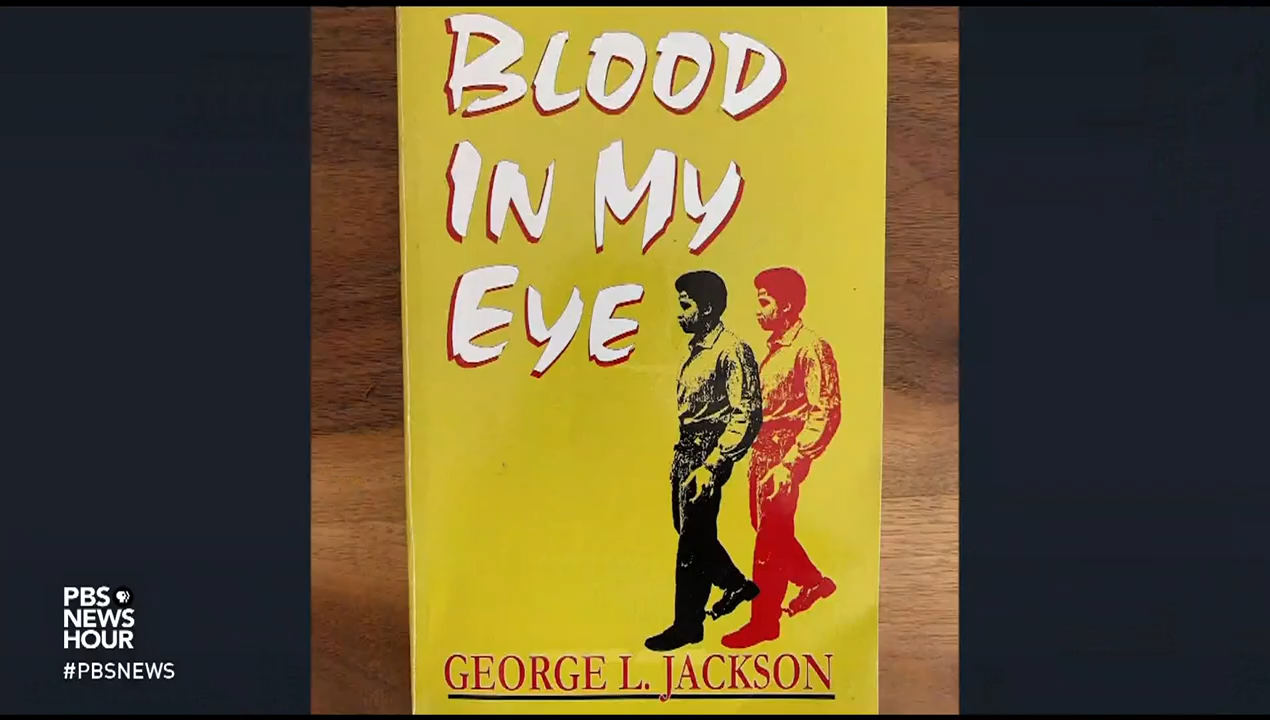 BLOOD
IN MY
EYE
GEORGE L. JACKSON
PBS
NEWS
HOUR
#PBSNEWS